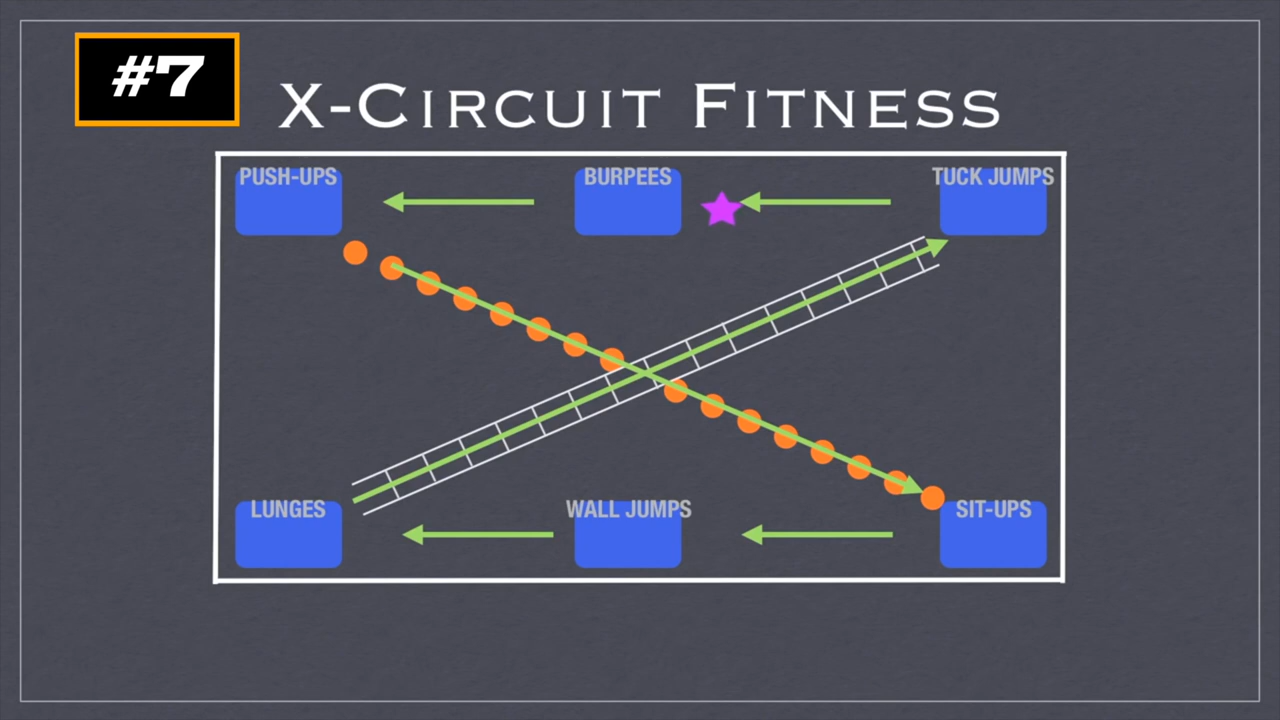 #7
X-CIRCUIT FITNESS
PUSH-UPS
BURPEES
TUCK JUMPS
LUNGES
WALL JUMPS
SIT-UPS